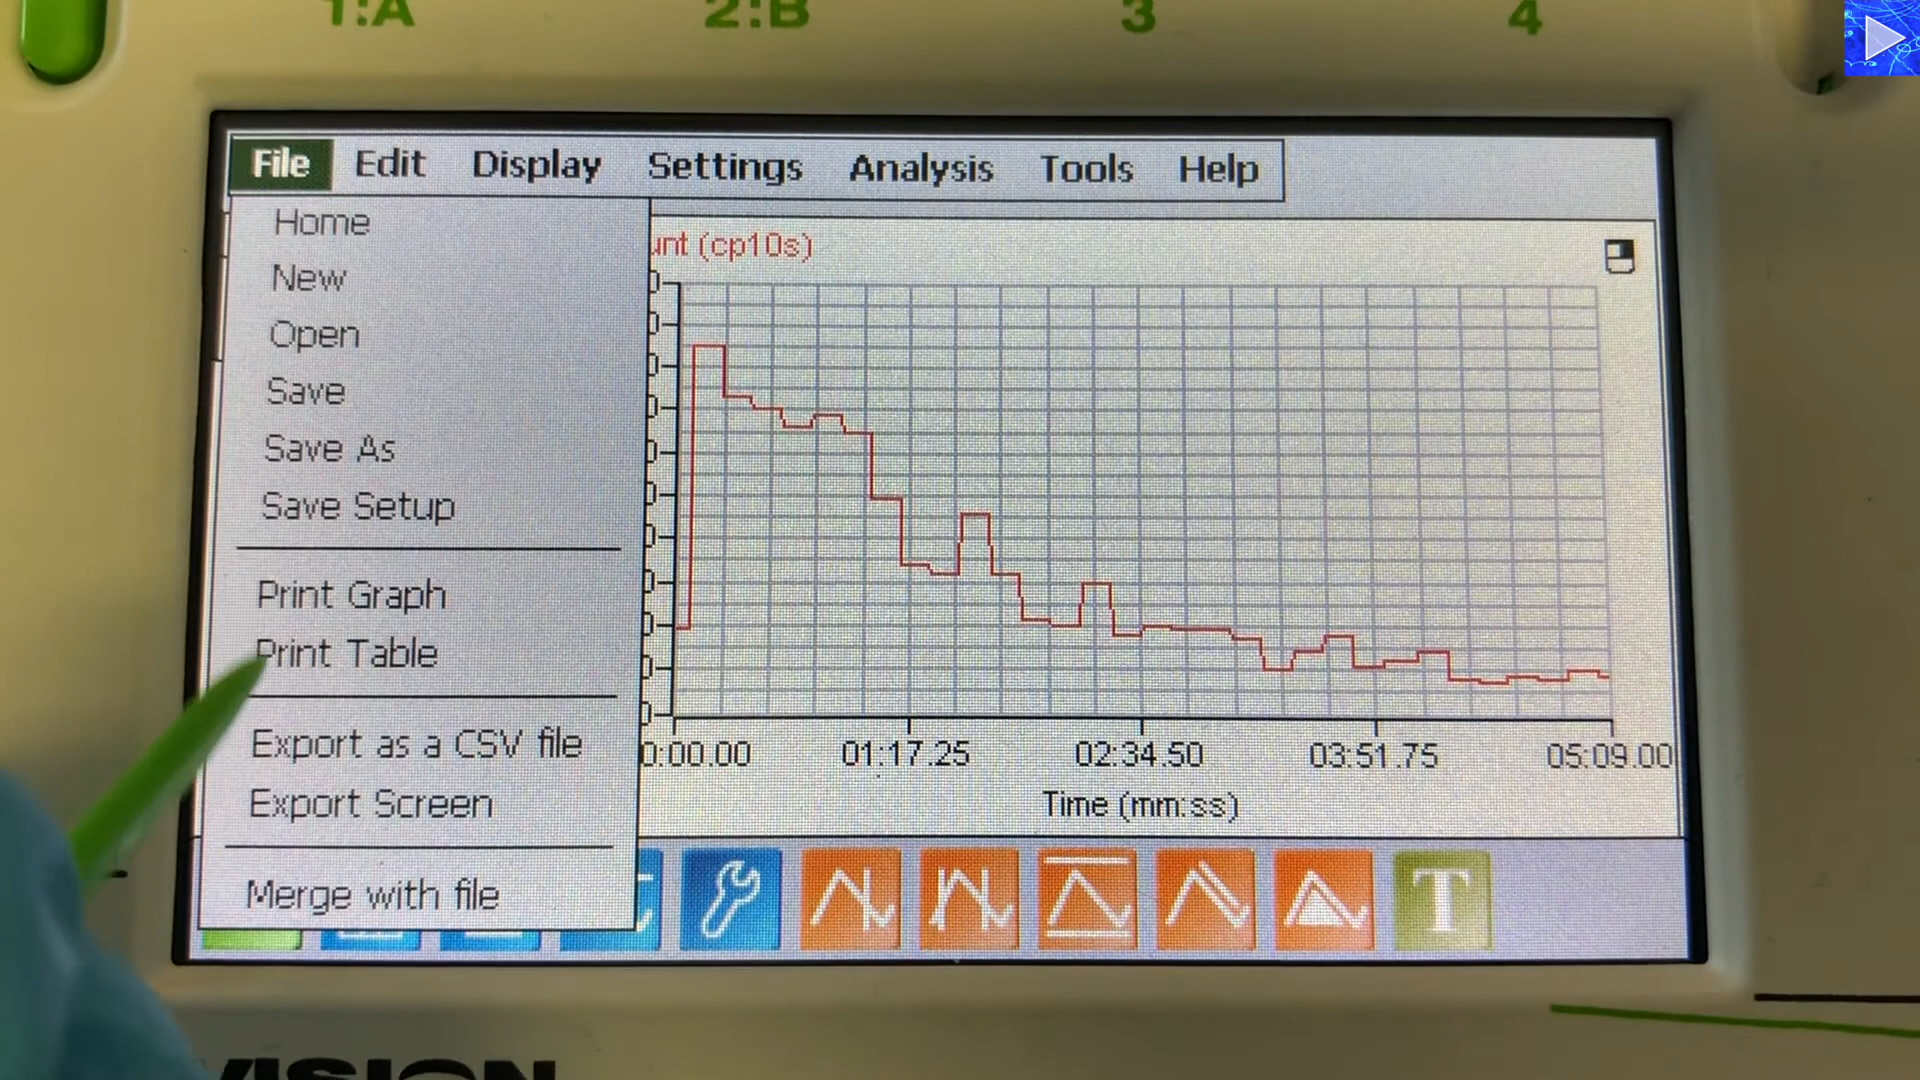 1:A 2:B 3 4
File Edit Display Settings Analysis Tools Help
Home
New
Open
Save
Save As
Save Setup
Print Graph
Print Table
Export as a CSV file
Export Screen
Merge with file
unt (cp10s)
0:00.00 01:17.25 02:34.50 03:51.75 05:09.00
Time (mm:ss)
T
VISION